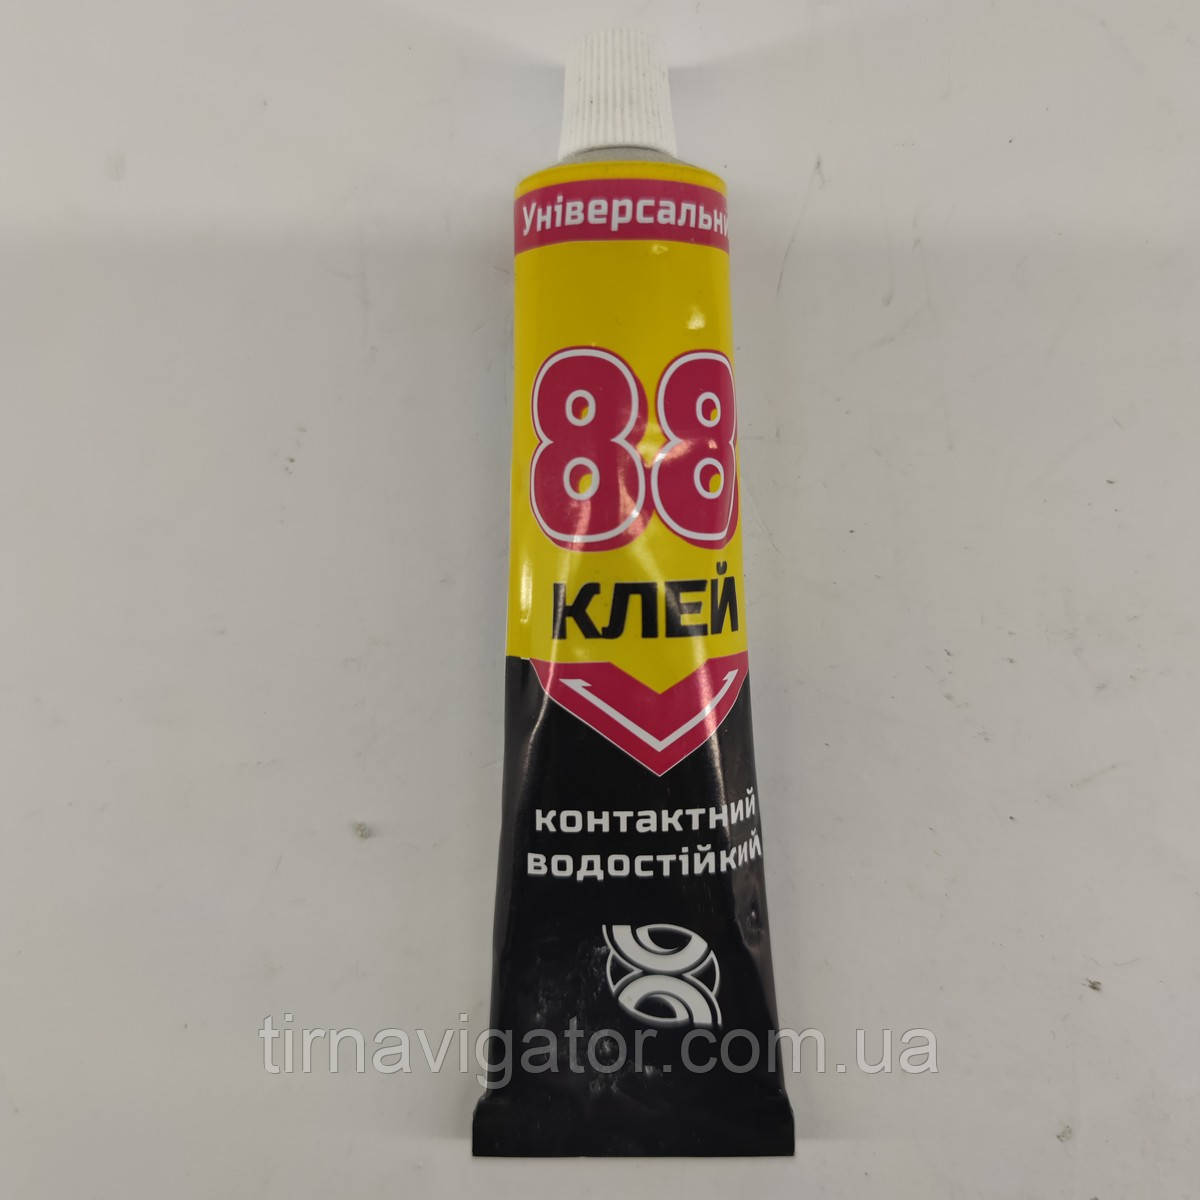 Універсальни
88
КЛЕЙ
контактний
водостійкий
tirnavigator.com.ua